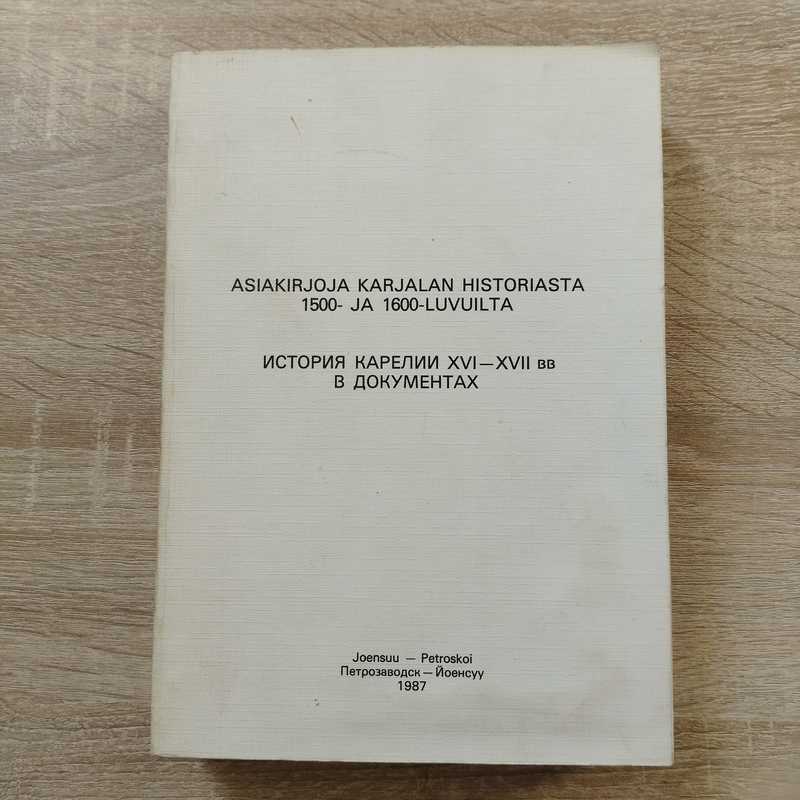 ASIAKIRJOJA KARJALAN HISTORIASTA
1500- JA 1600-LUVUILTA
ИСТОРИЯ КАРЕЛИИ XVI—XVII вв
В ДОКУМЕНТАХ
Joensuu — Petroskoi
Петрозаводск — Йоенсуу
1987